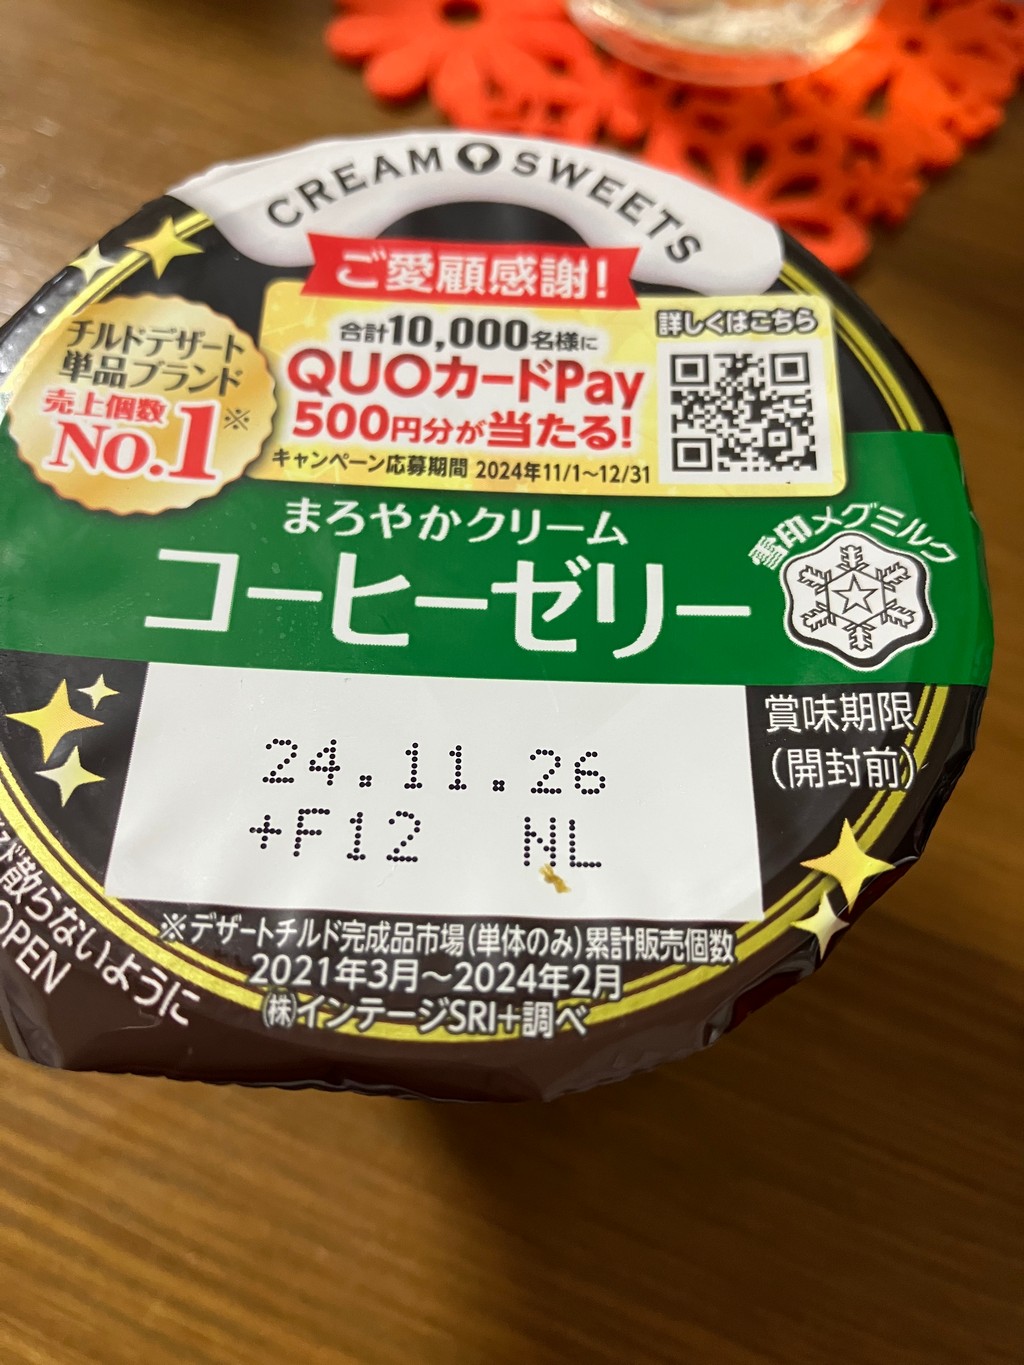 CREAM SWEETS
ご愛顧感謝!
チルドデザート
単品ブランド
売上個数
No.1※
合計10,000名様に
QUOカードPay
500円分が当たる!
キャンペーン応募期間 2024年11/1~12/31
詳しくはこちら
まろやかクリーム
コーヒーゼリー
雪印メグミルク
賞味期限
(開封前)
24.11.26
+F12 NL
※デザートチルド完成品市場(単体のみ)累計販売個数
2021年3月~2024年2月
㈱インテージSRI+調べ
散らないように
OPEN